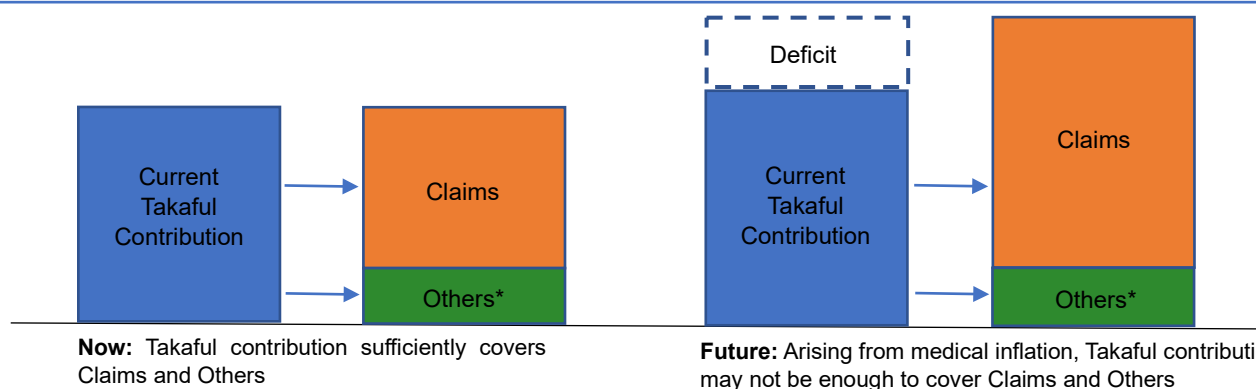 Current
Takaful
Contribution
Claims
Others*
Now: Takaful contribution sufficiently covers
Claims and Others
Deficit
Current
Takaful
Contribution
Claims
Others*
Future: Arising from medical inflation, Takaful contributi
may not be enough to cover Claims and Others